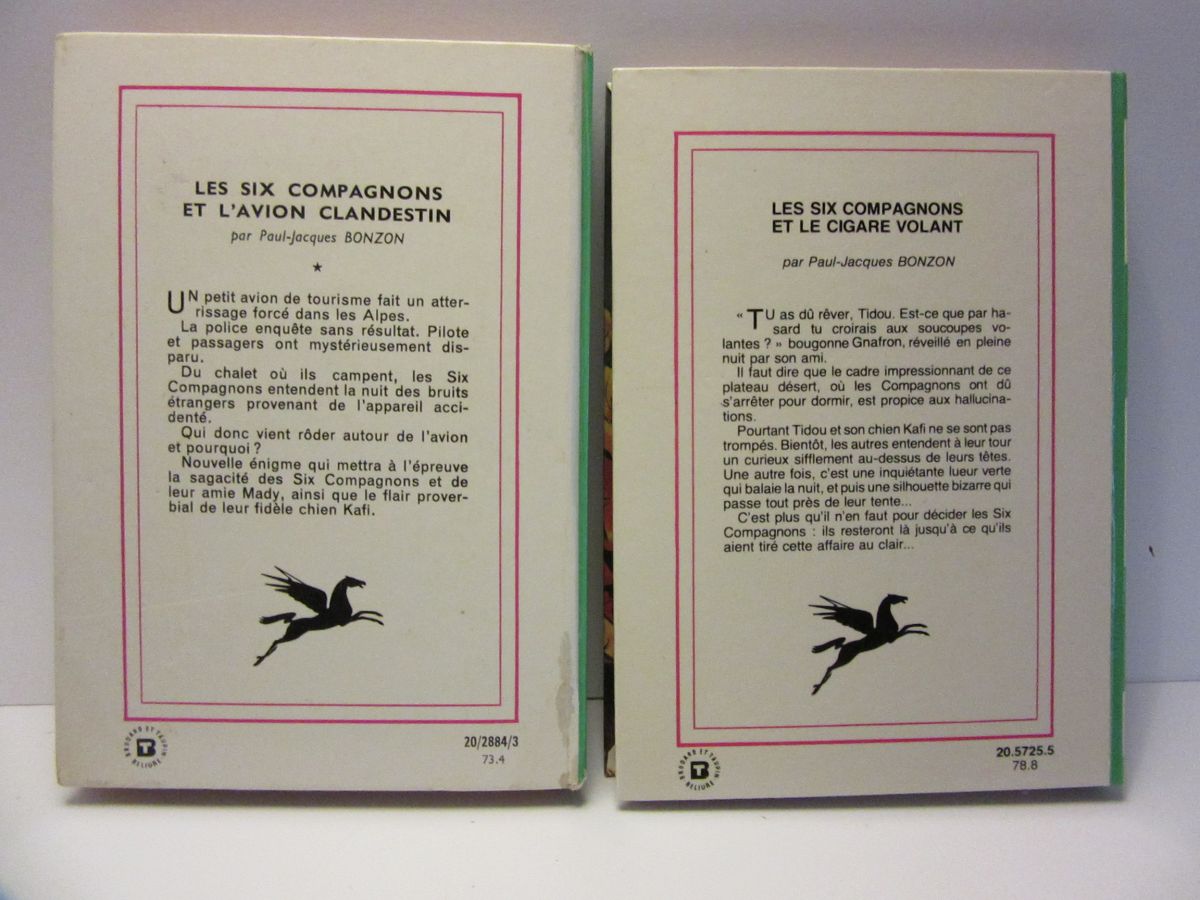 LES SIX COMPAGNONS
ET L'AVION CLANDESTIN
par Paul-Jacques BONZON
★
UN petit avion de tourisme fait un atter-
rissage forcé dans les Alpes.
La police enquête sans résultat. Pilote
et passagers ont mystérieusement dis-
paru.
Du chalet où ils campent, les Six
Compagnons entendent la nuit des bruits
étrangers provenant de l'appareil acci-
denté.
Qui donc vient rôder autour de l'avion
et pourquoi ?
Nouvelle énigme qui mettra à l'épreuve
la sagacité des Six Compagnons et de
leur amie Mady, ainsi que le flair prover-
bial de leur fidèle chien Kafi.
BRODARD ET TAUPIN
BT
RELIURE
20/2884/3
73.4
LES SIX COMPAGNONS
ET LE CIGARE VOLANT
par Paul-Jacques BONZON
« TU as dû rêver, Tidou. Est-ce que par ha-
sard tu croirais aux soucoupes vo-
lantes ? » bougonne Gnafron, réveillé en pleine
nuit par son ami.
Il faut dire que le cadre impressionnant de ce
plateau désert, où les Compagnons ont dû
s'arrêter pour dormir, est propice aux hallucina-
tions.
Pourtant Tidou et son chien Kafi ne se sont pas
trompés. Bientôt, les autres entendent à leur tour
un curieux sifflement au-dessus de leurs têtes.
Une autre fois, c'est une inquiétante lueur verte
qui balaie la nuit, et puis une silhouette bizarre qui
passe tout près de leur tente...
C'est plus qu'il n'en faut pour décider les Six
Compagnons : ils resteront là jusqu'à ce qu'ils
aient tiré cette affaire au clair...
BRODARD ET TAUPIN
BT
RELIURE
20.5725.5
78.8